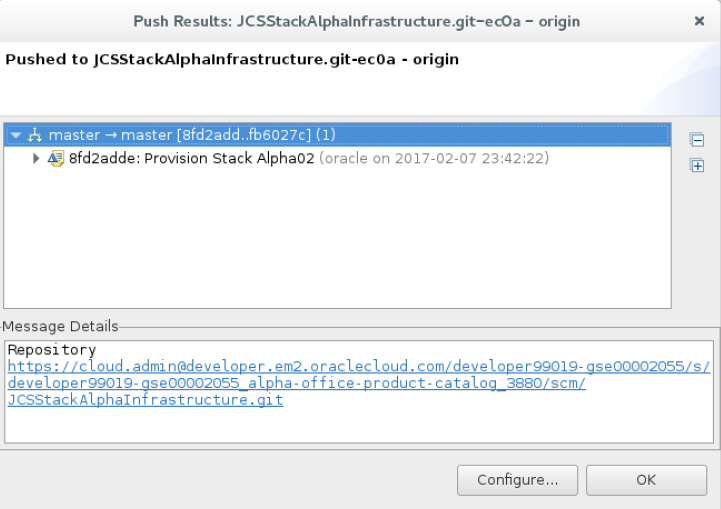 Push Results: JCSStackAlphaInfrastructure.git-ec0a - origin
Pushed to JCSStackAlphaInfrastructure.git-ec0a - origin
master → master [8fd2add..fb6027c] (1)
8fd2adde: Provision Stack Alpha02 (oracle on 2017-02-07 23:42:22)
Message Details
Repository
https://cloud.admin@developer.em2.oraclecloud.com/developer99019-gse00002055/s/
developer99019-gse00002055_alpha-office-product-catalog_3880/scm/
JCSStackAlphaInfrastructure.git
Configure...
OK